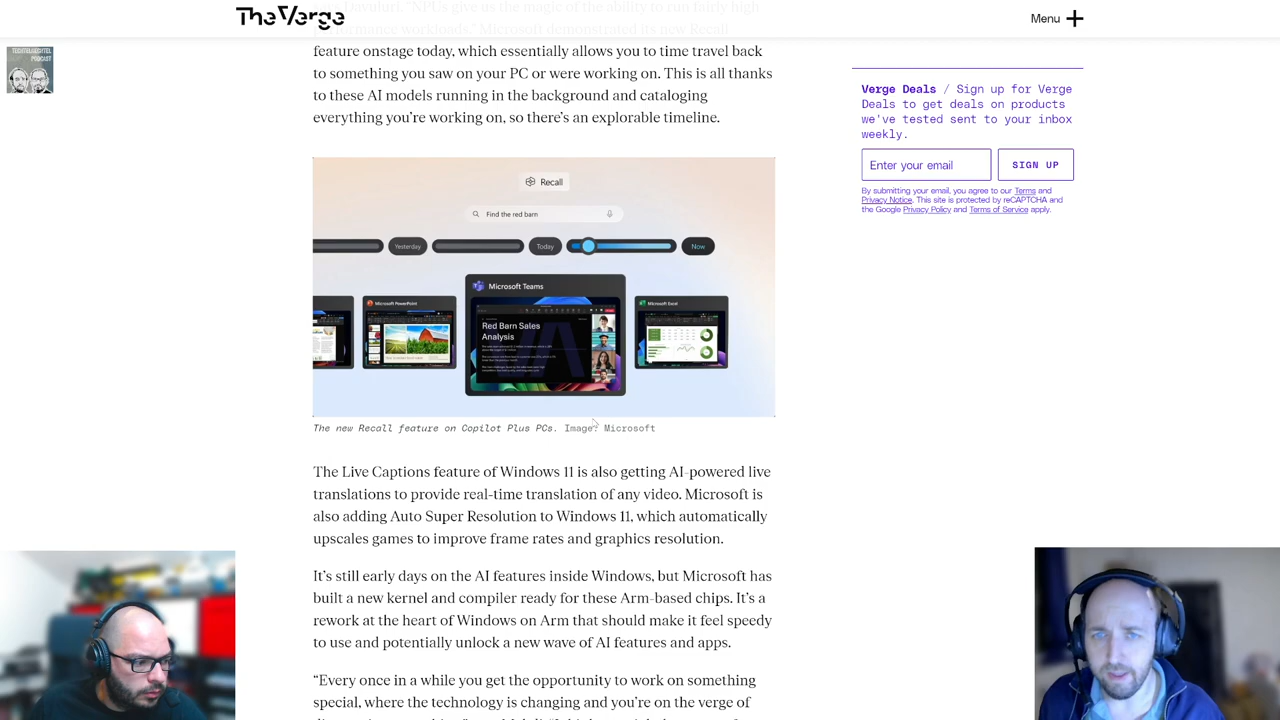 The Verge
Menu
TECHTELMECHTEL
PODCAST
says Davuluri. “NPUs give us the magic of the ability to run fairly high
performance workloads.” Microsoft demonstrated its new Recall
feature onstage today, which essentially allows you to time travel back
to something you saw on your PC or were working on. This is all thanks
to these AI models running in the background and cataloging
everything you’re working on, so there’s an explorable timeline.
Recall
Find the red barn
Yesterday
Today
Now
Microsoft PowerPoint
Microsoft Teams
Red Barn Sales
Analysis
Microsoft Excel
The new Recall feature on Copilot Plus PCs. Image: Microsoft
The Live Captions feature of Windows 11 is also getting AI-powered live
translations to provide real-time translation of any video. Microsoft is
also adding Auto Super Resolution to Windows 11, which automatically
upscales games to improve frame rates and graphics resolution.
It’s still early days on the AI features inside Windows, but Microsoft has
built a new kernel and compiler ready for these Arm-based chips. It’s a
rework at the heart of Windows on Arm that should make it feel speedy
to use and potentially unlock a new wave of AI features and apps.
“Every once in a while you get the opportunity to work on something
special, where the technology is changing and you’re on the verge of
Verge Deals / Sign up for Verge
Deals to get deals on products
we've tested sent to your inbox
weekly.
Enter your email
SIGN UP
By submitting your email, you agree to our Terms and
Privacy Notice. This site is protected by reCAPTCHA and
the Google Privacy Policy and Terms of Service apply.